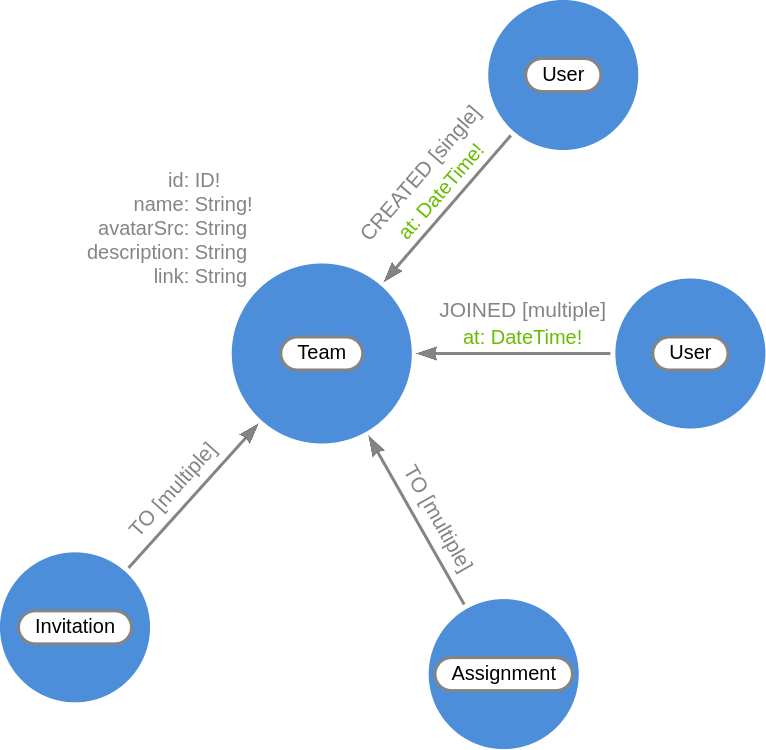 User
CREATED [single]
at: DateTime!
id: ID!
name: String!
avatarSrc: String
description: String
link: String
JOINED [multiple]
at: DateTime!
Team
User
TO [multiple]
TO [multiple]
Invitation
Assignment